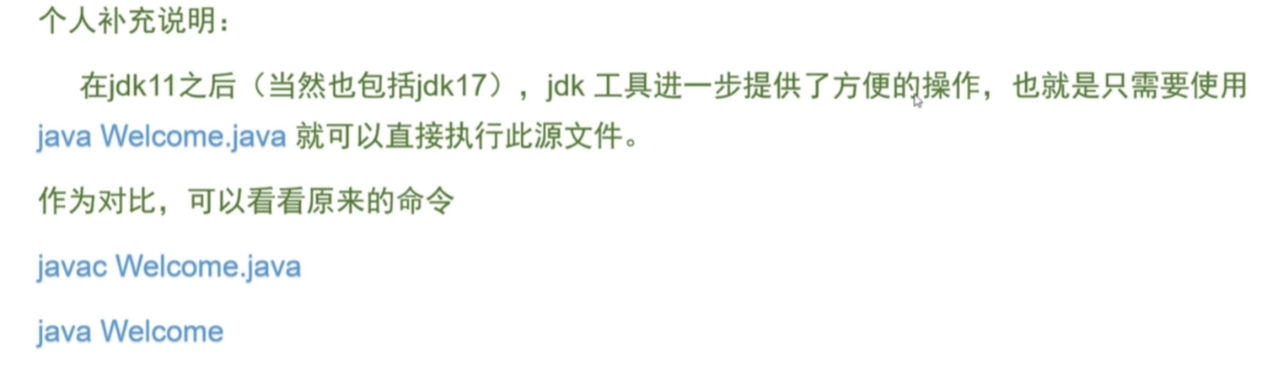 个人补充说明：
在jdk11之后（当然也包括jdk17），jdk 工具进一步提供了方便的操作，也就是只需要使用
java Welcome.java 就可以直接执行此源文件。
作为对比，可以看看原来的命令
javac Welcome.java
java Welcome